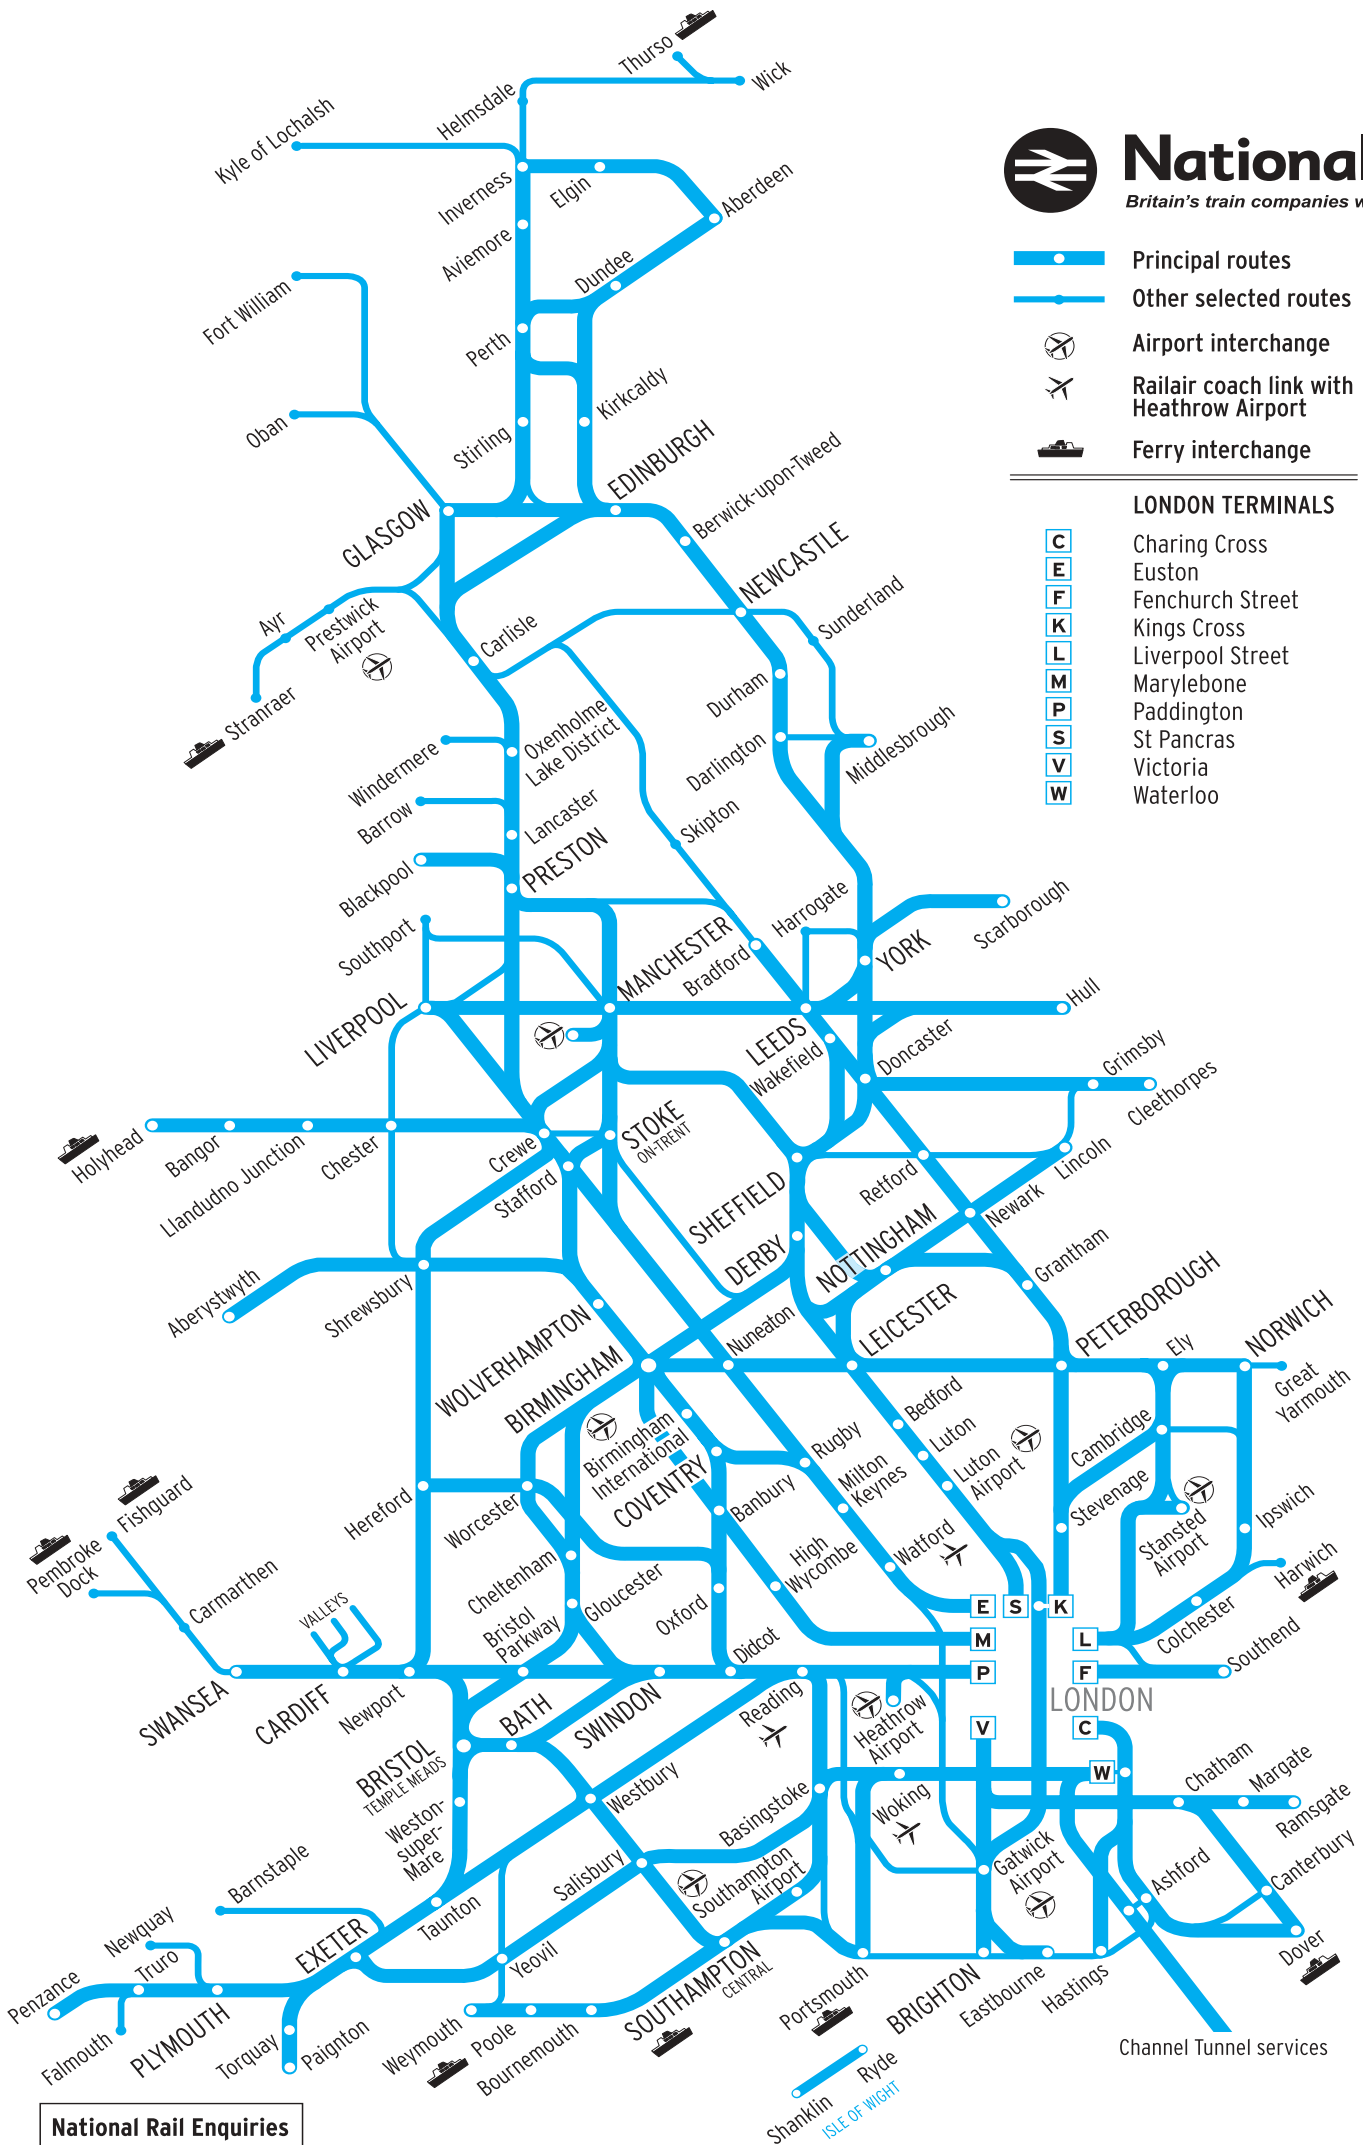 Thurso
Wick
Helmsdale
Kyle of Lochalsh
National
Britain's train companies w
Inverness
Elgin
Aberdeen
Aviemore
Dundee
Fort William
Perth
Principal routes
Other selected routes
Airport interchange
Railair coach link with
Heathrow Airport
Ferry interchange
Kirkcaldy
Oban
Stirling
EDINBURGH
Berwick-upon-Tweed
GLASGOW
NEWCASTLE
LONDON TERMINALS
C Charing Cross
E Euston
F Fenchurch Street
K Kings Cross
L Liverpool Street
M Marylebone
P Paddington
S St Pancras
V Victoria
W Waterloo
Ayr
Prestwick
Airport
Carlisle
Sunderland
Durham
Stranraer
Oxenholme
Lake District
Windermere
Darlington
Middlesbrough
Barrow
Lancaster
Skipton
PRESTON
Blackpool
Harrogate
Scarborough
Southport
MANCHESTER
Bradford
YORK
LIVERPOOL
Hull
LEEDS
Wakefield
Doncaster
Grimsby
Cleethorpes
Holyhead
Bangor
Llandudno Junction
Chester
Crewe
STOKE
ON-TRENT
Stafford
SHEFFIELD
Retford
Lincoln
Newark
DERBY
NOTTINGHAM
Grantham
Aberystwyth
Shrewsbury
WOLVERHAMPTON
Nuneaton
LEICESTER
PETERBOROUGH
Ely
NORWICH
BIRMINGHAM
Great
Yarmouth
Birmingham
International
COVENTRY
Rugby
Bedford
Luton
Luton
Airport
Cambridge
Milton
Keynes
Stevenage
Hereford
Worcester
Banbury
Ipswich
Stansted
Airport
Fishguard
Pembroke
Dock
Carmarthen
VALLEYS
Cheltenham
Gloucester
High
Wycombe
Watford
Harwich
Bristol
Parkway
Oxford
Didcot
Colchester
Southend
E
S
K
M
L
P
F
LONDON
V
C
W
SWANSEA
CARDIFF
Newport
BATH
SWINDON
Reading
Heathrow
Airport
BRISTOL
TEMPLE MEADS
Westbury
Weston-
super-
Mare
Basingstoke
Woking
Chatham
Margate
Ramsgate
Barnstaple
Salisbury
Southampton
Airport
Gatwick
Airport
Ashford
Canterbury
Newquay
Truro
EXETER
Taunton
Yeovil
SOUTHAMPTON
CENTRAL
Dover
Penzance
Falmouth
PLYMOUTH
Torquay
Paignton
Weymouth
Poole
Bournemouth
Portsmouth
BRIGHTON
Eastbourne
Hastings
Channel Tunnel services
Shanklin
Ryde
ISLE OF WIGHT
National Rail Enquiries